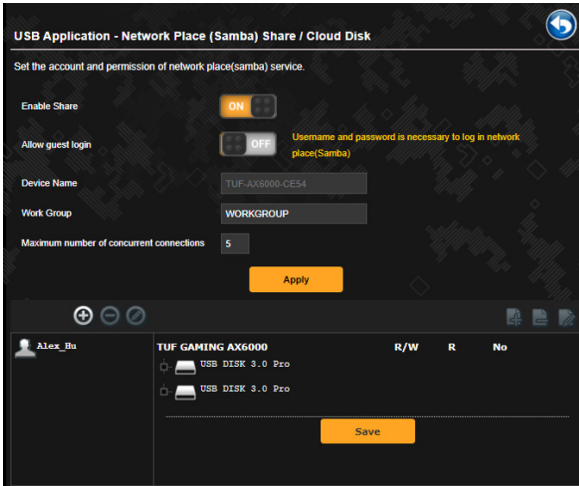 USB Application - Network Place (Samba) Share / Cloud Disk
Set the account and permission of network place(samba) service.
Enable Share
ON
Allow guest login
OFF
Username and password is necessary to log in network
place(Samba)
Device Name
TUF-AX6000-CE54
Work Group
WORKGROUP
Maximum number of concurrent connections
5
Apply
Alex_Hu
TUF GAMING AX6000 R/W R No
USB DISK 3.0 Pro
USB DISK 3.0 Pro
Save